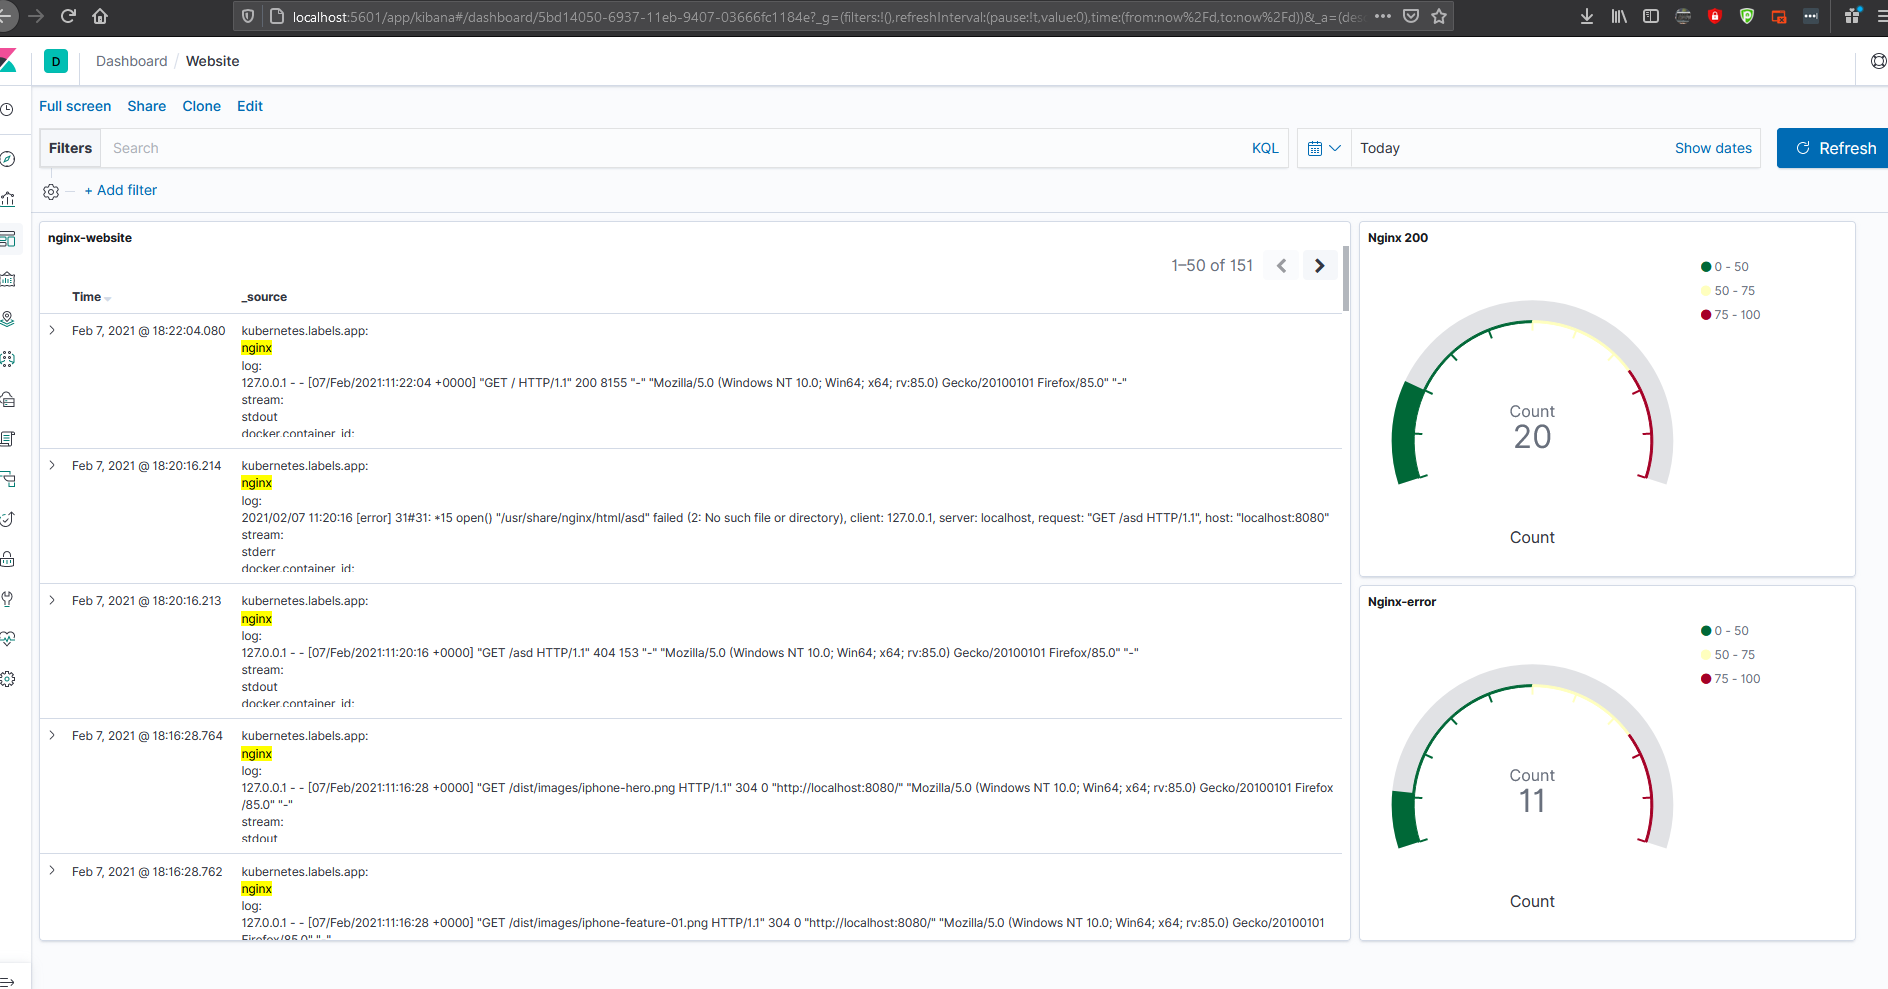 localhost:5601/app/kibana#/dashboard/5bd14050-6937-11eb-9407-03666fc1184e?_g=(filters:!(),refreshInterval:(pause:!t,value:0),time:(from:now%2Fd,to:now%2Fd))&_a=(des
D Dashboard / Website
Full screen Share Clone Edit
Filters Search KQL Today Show dates Refresh
+ Add filter
nginx-website
1–50 of 151
Time _source
Feb 7, 2021 @ 18:22:04.080 kubernetes.labels.app:
nginx
log:
127.0.0.1 - - [07/Feb/2021:11:22:04 +0000] "GET / HTTP/1.1" 200 8155 "-" "Mozilla/5.0 (Windows NT 10.0; Win64; x64; rv:85.0) Gecko/20100101 Firefox/85.0" "-"
stream:
stdout
docker.container_id:
Feb 7, 2021 @ 18:20:16.214 kubernetes.labels.app:
nginx
log:
2021/02/07 11:20:16 [error] 31#31: *15 open() "/usr/share/nginx/html/asd" failed (2: No such file or directory), client: 127.0.0.1, server: localhost, request: "GET /asd HTTP/1.1", host: "localhost:8080"
stream:
stderr
docker.container_id:
Feb 7, 2021 @ 18:20:16.213 kubernetes.labels.app:
nginx
log:
127.0.0.1 - - [07/Feb/2021:11:20:16 +0000] "GET /asd HTTP/1.1" 404 153 "-" "Mozilla/5.0 (Windows NT 10.0; Win64; x64; rv:85.0) Gecko/20100101 Firefox/85.0" "-"
stream:
stdout
docker.container_id:
Feb 7, 2021 @ 18:16:28.764 kubernetes.labels.app:
nginx
log:
127.0.0.1 - - [07/Feb/2021:11:16:28 +0000] "GET /dist/images/iphone-hero.png HTTP/1.1" 304 0 "http://localhost:8080/" "Mozilla/5.0 (Windows NT 10.0; Win64; x64; rv:85.0) Gecko/20100101 Firefox
/85.0" "-"
stream:
stdout
Feb 7, 2021 @ 18:16:28.762 kubernetes.labels.app:
nginx
log:
127.0.0.1 - - [07/Feb/2021:11:16:28 +0000] "GET /dist/images/iphone-feature-01.png HTTP/1.1" 304 0 "http://localhost:8080/" "Mozilla/5.0 (Windows NT 10.0; Win64; x64; rv:85.0) Gecko/20100101
Firefox/85.0" "-"
Nginx 200
0 - 50
50 - 75
75 - 100
Count
20
Count
Nginx-error
0 - 50
50 - 75
75 - 100
Count
11
Count